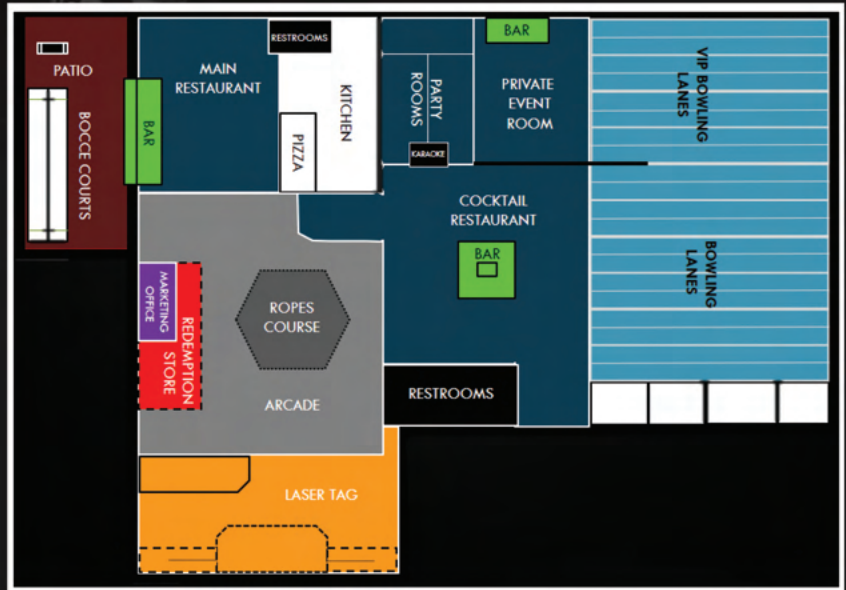 PATIO
BOCCE COURTS
BAR
MAIN
RESTAURANT
RESTROOMS
KITCHEN
PIZZA
PARTY
ROOMS
KARAOKE
BAR
PRIVATE
EVENT
ROOM
VIP BOWLING
LANES
COCKTAIL
RESTAURANT
BAR
BOWLING
LANES
MARKETING
OFFICE
REDEMPTION
STORE
ROPES
COURSE
ARCADE
RESTROOMS
LASER TAG